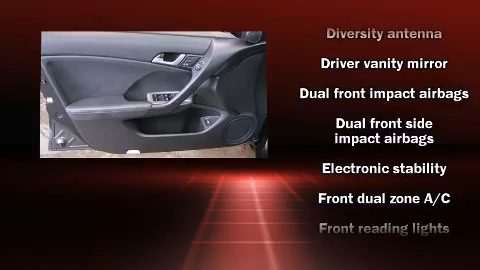 Diversity antenna
Driver vanity mirror
Dual front impact airbags
Dual front side
impact airbags
Electronic stability
Front dual zone A/C
Front reading lights